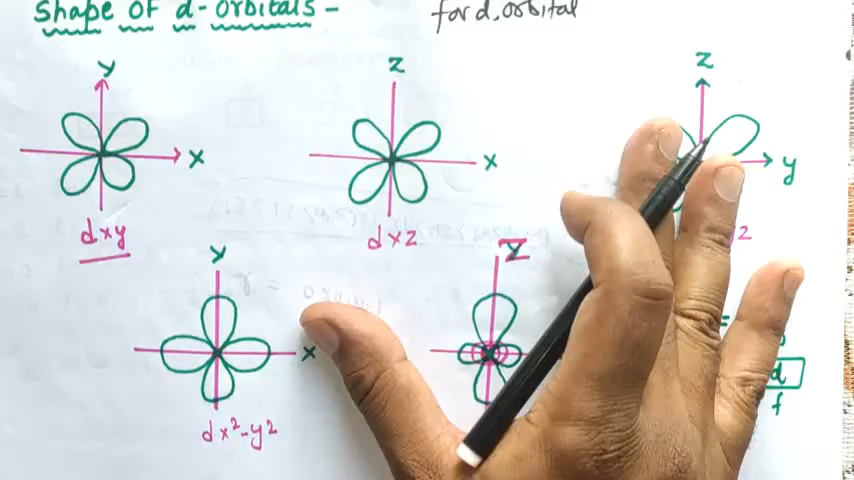 Shape of d-orbitals-
for d, orbital
y
x
dxy
z
x
dxz
z
y
z
y
x
dx²-y²
z
=
d
f